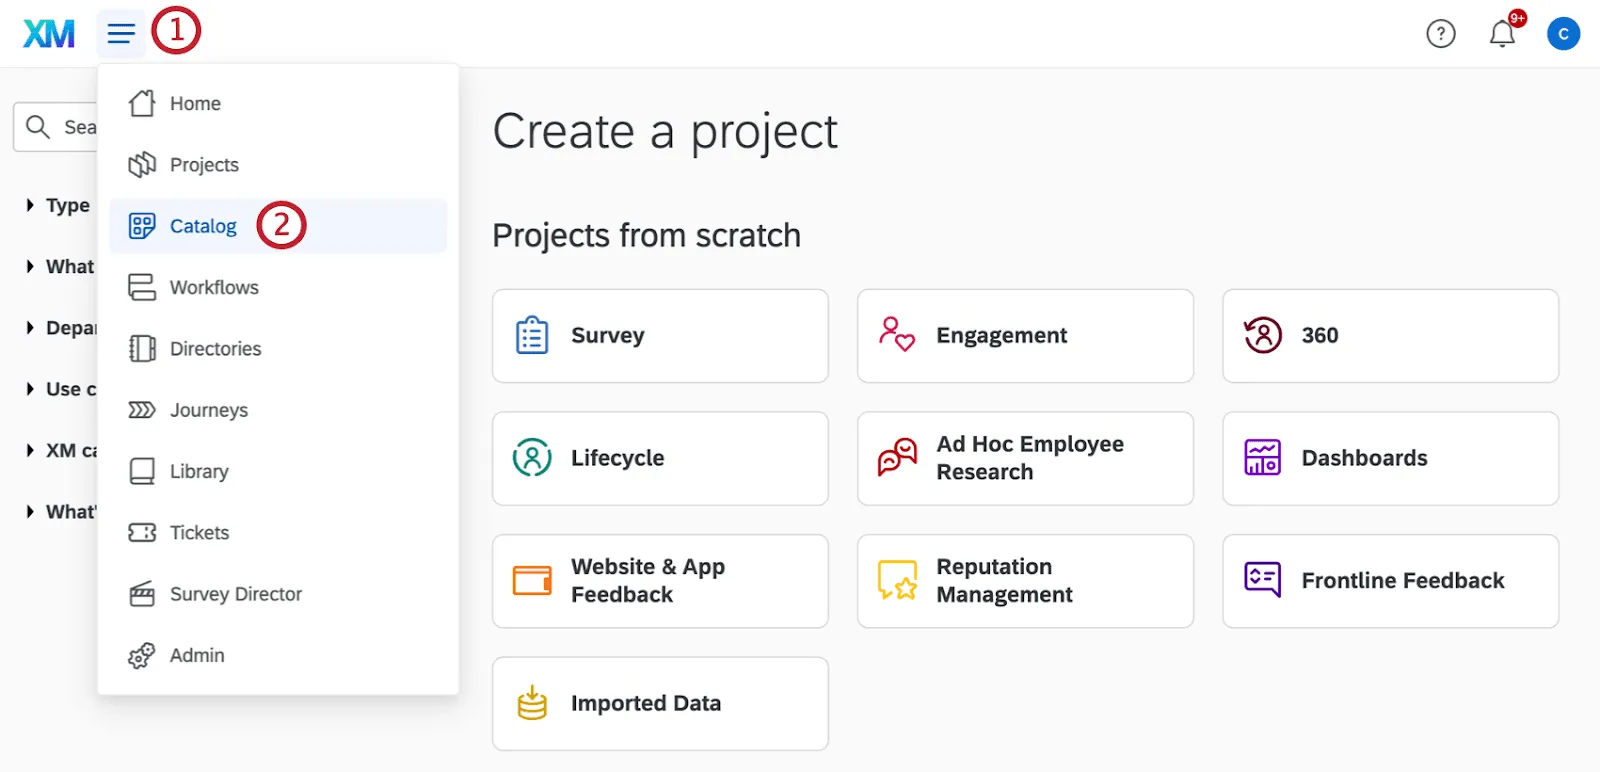 XM
1
9+
C
Home
Sea
Projects
Type
Catalog
2
What
Workflows
Depar
Directories
Use c
Journeys
XM ca
Library
What'
Tickets
Survey Director
Admin
Create a project
Projects from scratch
Survey
Engagement
360
Lifecycle
Ad Hoc Employee
Research
Dashboards
Website & App
Feedback
Reputation
Management
Frontline Feedback
Imported Data